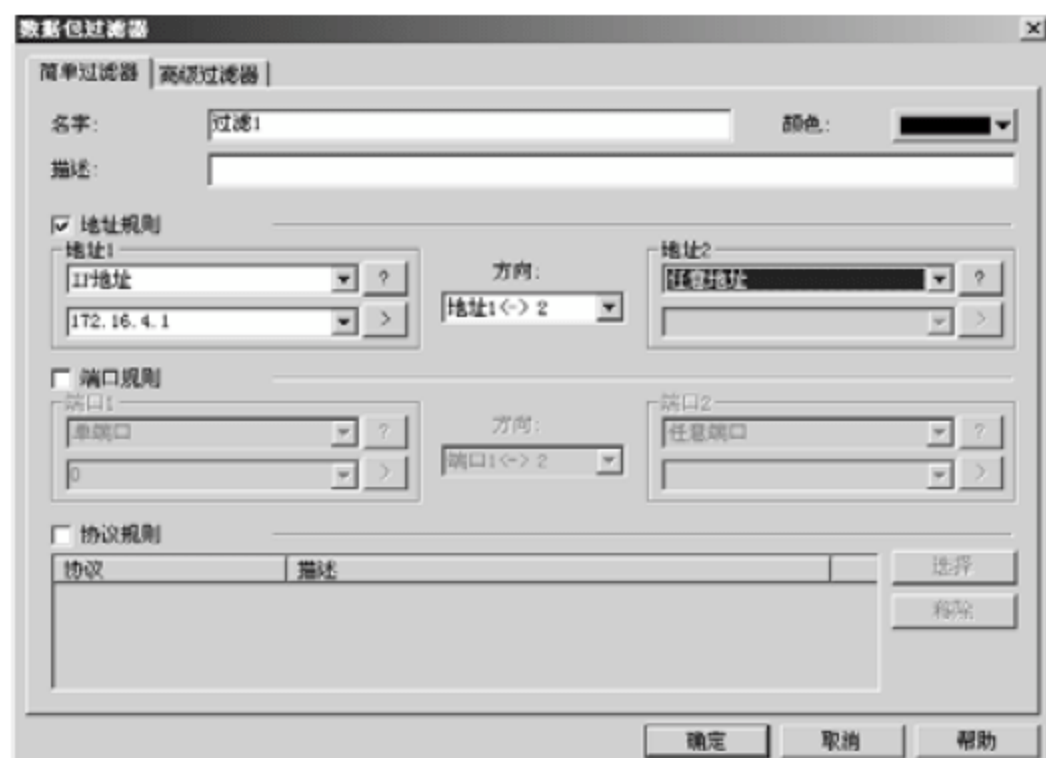 数据包过滤器
简单过滤器 高级过滤器
名字: 过滤1 颜色:
描述:
地址规则
地址1 方向: 地址2
IP地址 ? 任意地址 ?
172.16.4.1 > 地址1<-> 2 >
端口规则
端口1 方向: 端口2
单端口 ? 任意端口 ?
0 > 端口1<-> 2 >
协议规则
协议 描述 选择
移除
确定 取消 帮助